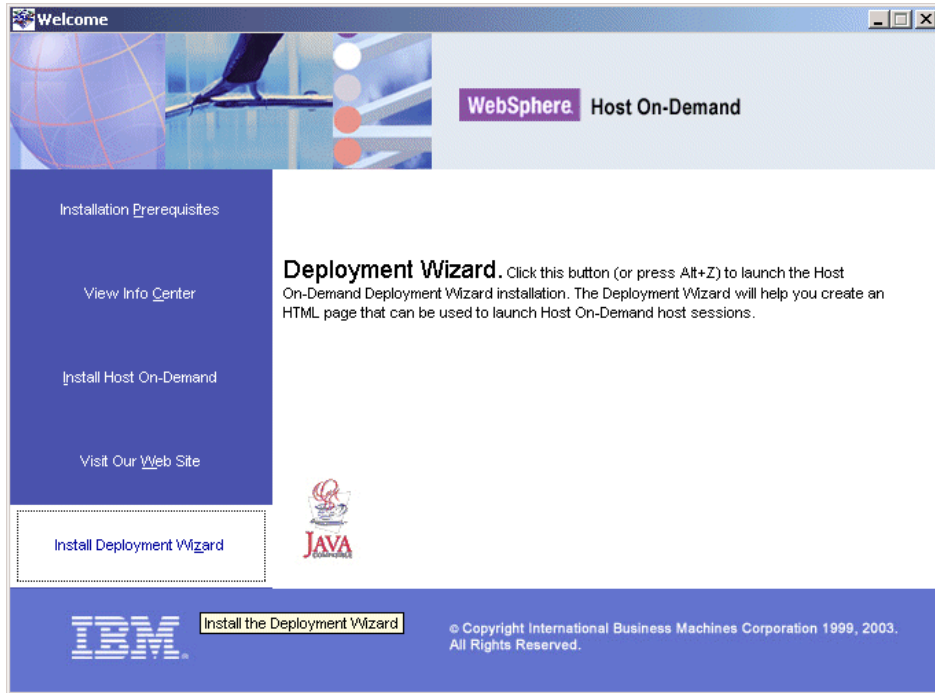 Welcome
WebSphere. Host On-Demand
Installation Prerequisites
View Info Center
Install Host On-Demand
Visit Our Web Site
Install Deployment Wizard
Deployment Wizard. Click this button (or press Alt+Z) to launch the Host
On-Demand Deployment Wizard installation. The Deployment Wizard will help you create an
HTML page that can be used to launch Host On-Demand host sessions.
JAVA
COMPATIBLE
IBM.
Install the Deployment Wizard
© Copyright International Business Machines Corporation 1999, 2003.
All Rights Reserved.